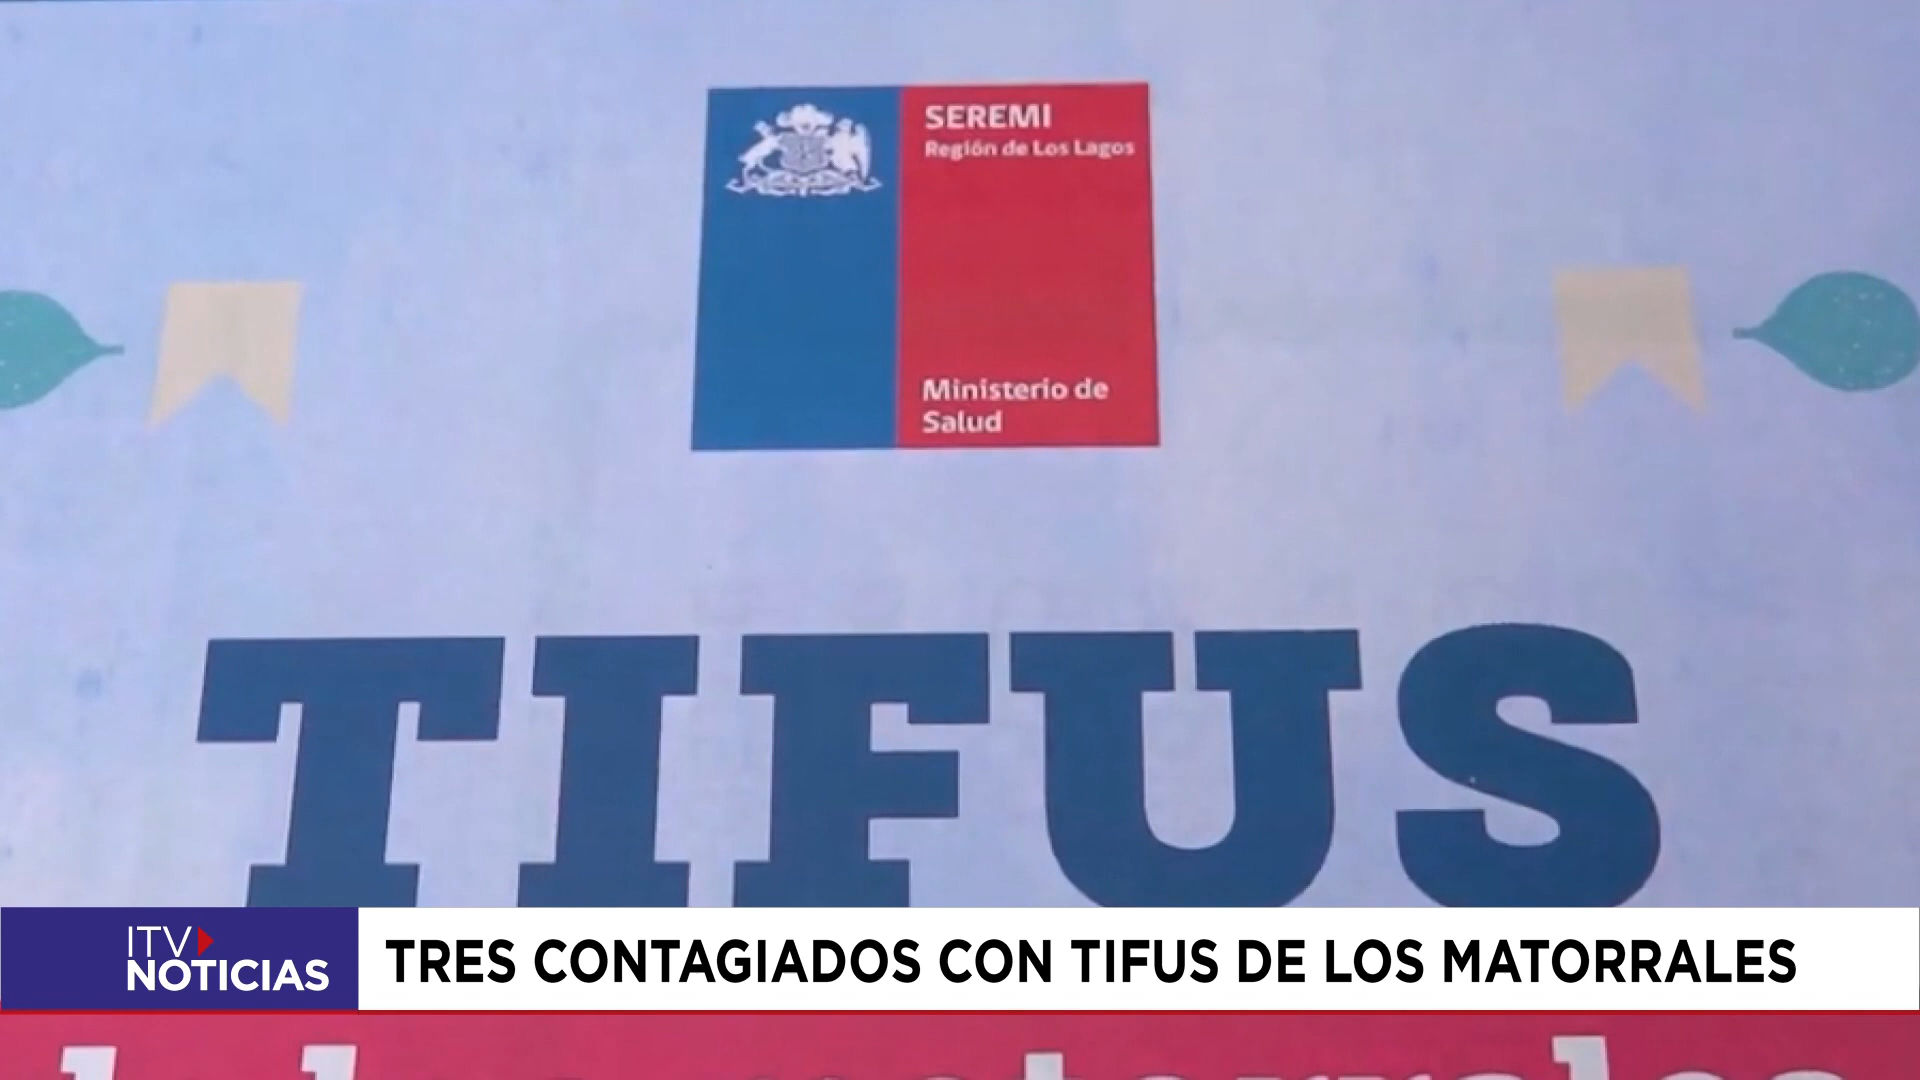 SEREMI
Región de Los Lagos
Ministerio de
Salud
TIFUS
ITV
NOTICIAS
TRES CONTAGIADOS CON TIFUS DE LOS MATORRALES